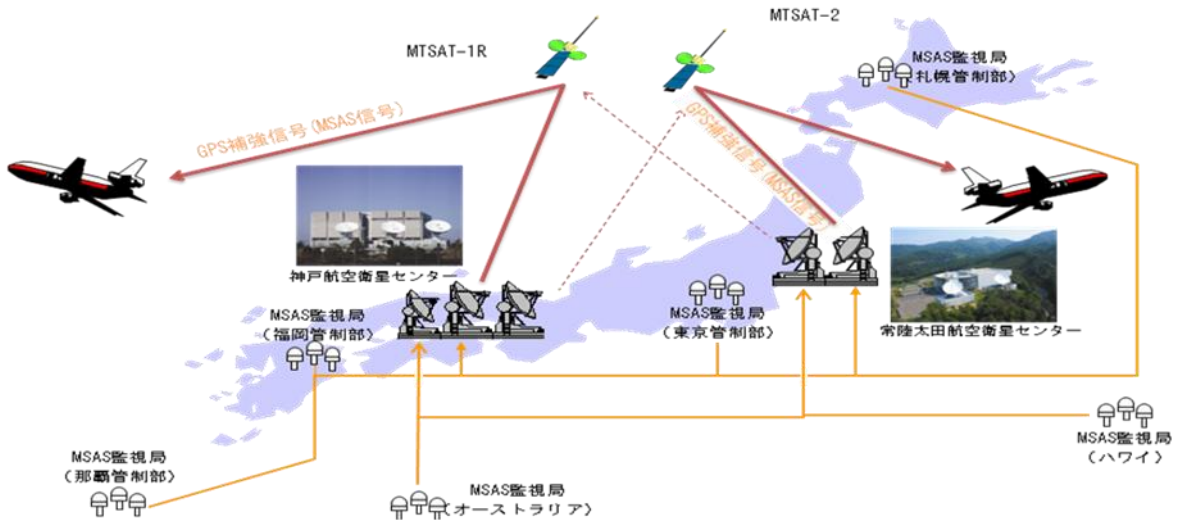 MTSAT-2
MTSAT-1R
MSAS監視局
（札幌管制部）
GPS補強信号(MSAS信号)
GPS補強信号(MSAS信号)
神戸航空衛星センター
MSAS監視局
（福岡管制部）
MSAS監視局
（東京管制部）
常陸太田航空衛星センター
MSAS監視局
（那覇管制部）
MSAS監視局
（オーストラリア）
MSAS監視局
（ハワイ）